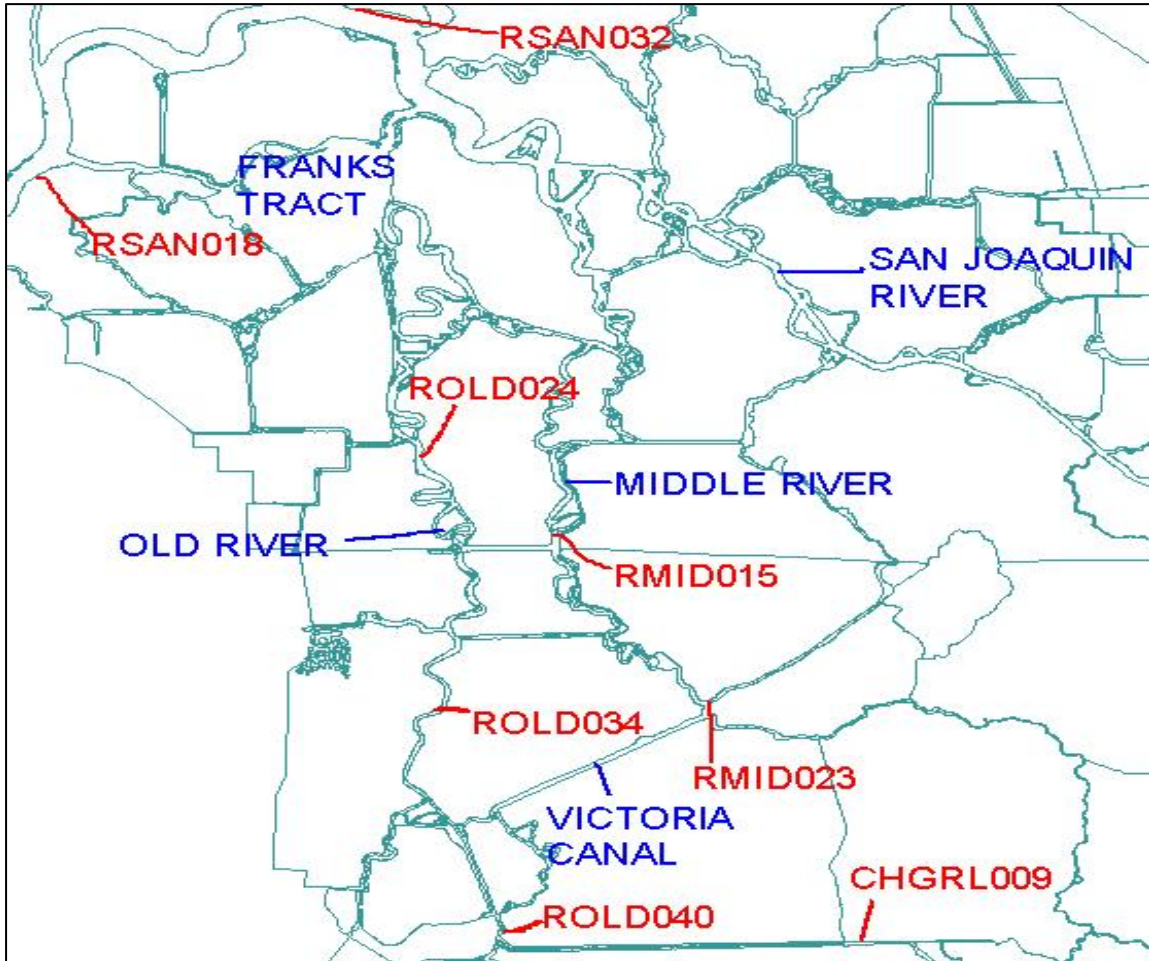 RSAN032
FRANKS
TRACT
RSAN018
SAN JOAQUIN
RIVER
ROLD024
MIDDLE RIVER
OLD RIVER
RMID015
ROLD034
RMID023
VICTORIA
CANAL
CHGRL009
ROLD040